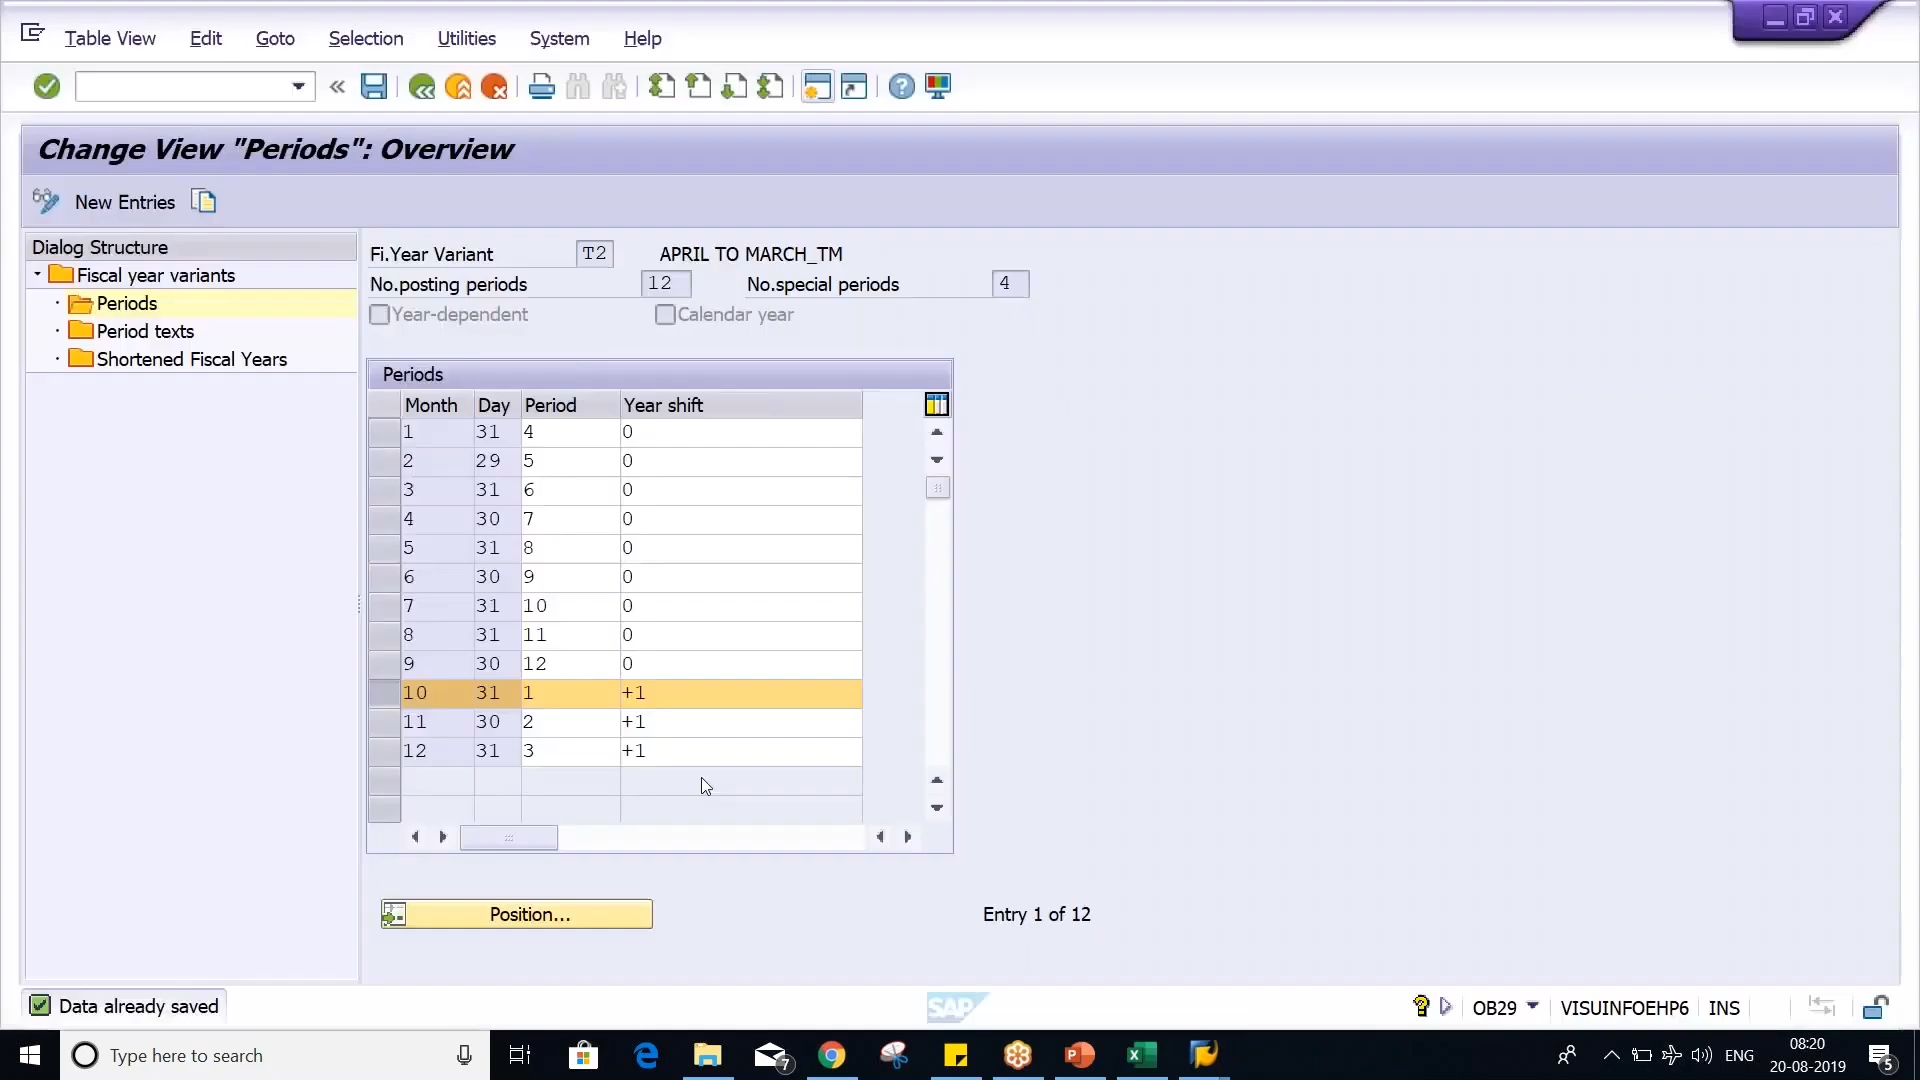 Table View Edit Goto Selection Utilities System Help
Change View "Periods": Overview
New Entries
Dialog Structure
Fiscal year variants
Periods
Period texts
Shortened Fiscal Years
Fi.Year Variant T2 APRIL TO MARCH_TM
No.posting periods 12 No.special periods 4
Year-dependent Calendar year
Periods
Month Day Period Year shift
1 31 4 0
2 29 5 0
3 31 6 0
4 30 7 0
5 31 8 0
6 30 9 0
7 31 10 0
8 31 11 0
9 30 12 0
10 31 1 +1
11 30 2 +1
12 31 3 +1
Position... Entry 1 of 12
Data already saved SAP OB29 VISUINFOEHP6 INS
Type here to search 7 ENG 08:20
20-08-2019 5